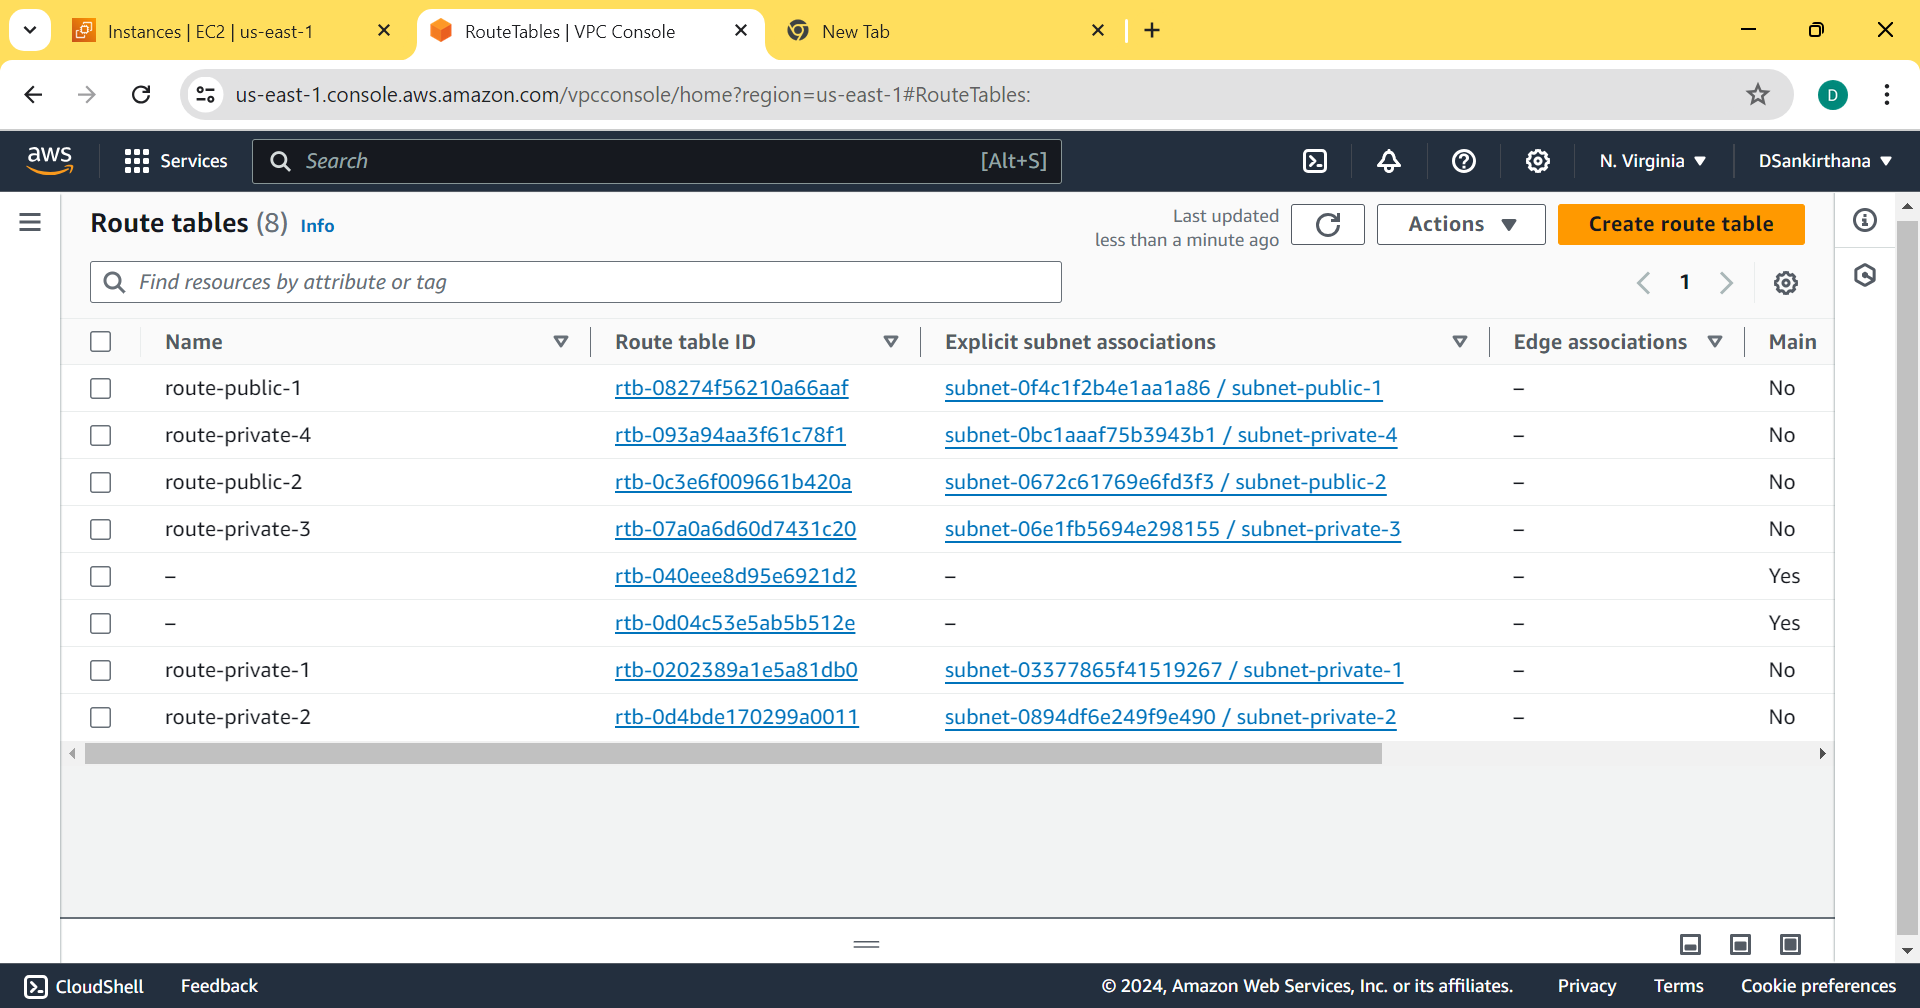 Instances | EC2 | us-east-1
RouteTables | VPC Console
New Tab
us-east-1.console.aws.amazon.com/vpcconsole/home?region=us-east-1#RouteTables:
D
aws
Services
Search
[Alt+S]
N. Virginia
DSankirthana
Route tables (8) Info
Last updated
less than a minute ago
Actions
Create route table
Find resources by attribute or tag
1
Name Route table ID Explicit subnet associations Edge associations Main
route-public-1 rtb-08274f56210a66aaf subnet-0f4c1f2b4e1aa1a86 / subnet-public-1 – No
route-private-4 rtb-093a94aa3f61c78f1 subnet-0bc1aaaf75b3943b1 / subnet-private-4 – No
route-public-2 rtb-0c3e6f009661b420a subnet-0672c61769e6fd3f3 / subnet-public-2 – No
route-private-3 rtb-07a0a6d60d7431c20 subnet-06e1fb5694e298155 / subnet-private-3 – No
– rtb-040eee8d95e6921d2 – – Yes
– rtb-0d04c53e5ab5b512e – – Yes
route-private-1 rtb-0202389a1e5a81db0 subnet-03377865f41519267 / subnet-private-1 – No
route-private-2 rtb-0d4bde170299a0011 subnet-0894df6e249f9e490 / subnet-private-2 – No
CloudShell Feedback © 2024, Amazon Web Services, Inc. or its affiliates. Privacy Terms Cookie preferences